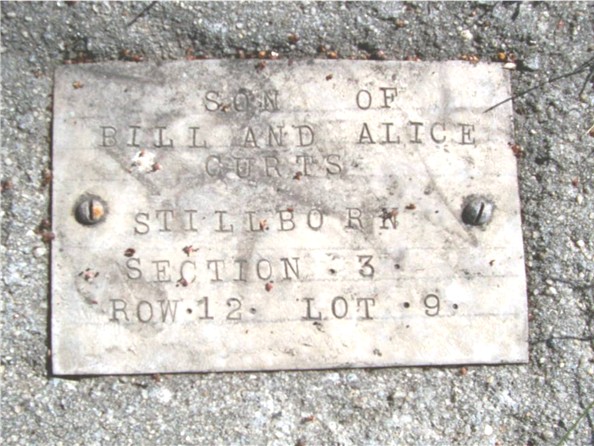 SON OF
BILL AND ALICE
CURTS
STILLBORN
SECTION . 3 .
ROW . 12 . LOT . 9 .